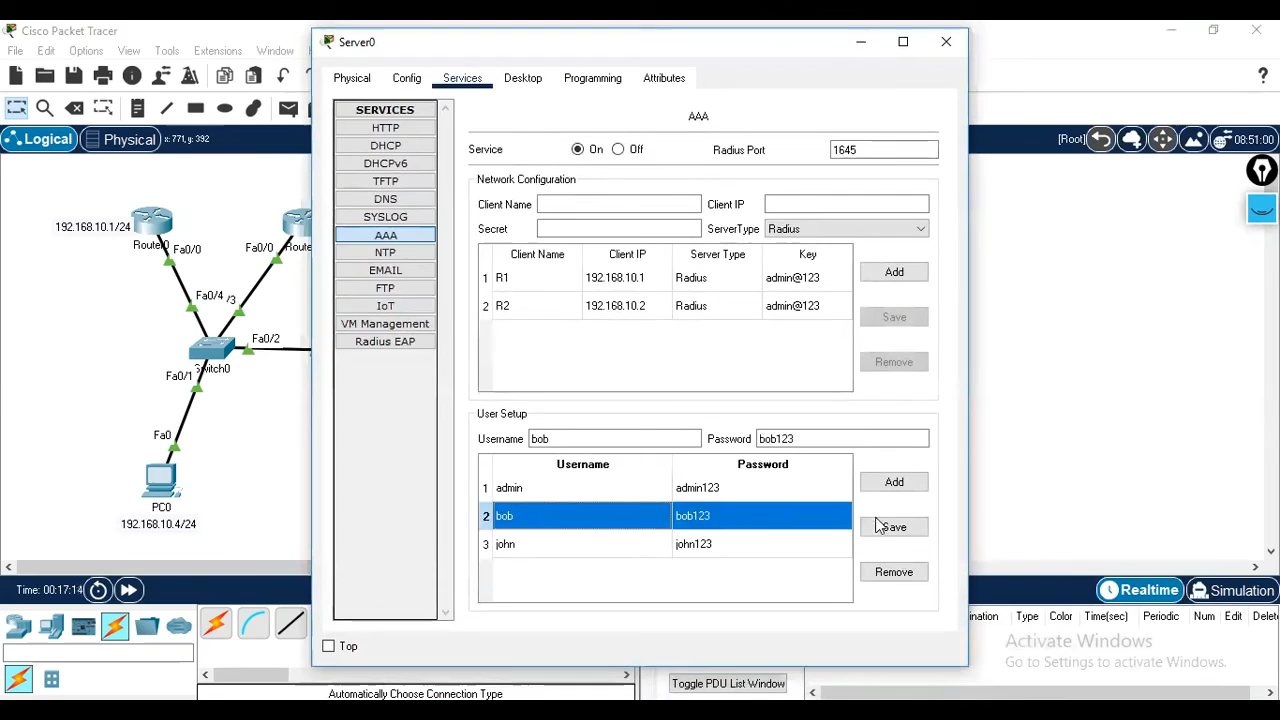 Cisco Packet Tracer
Server0
File Edit Options View Tools Extensions Window
Physical Config Services Desktop Programming Attributes
?
Logical Physical x: 771, y: 392
[Root] 08:51:00
SERVICES
HTTP
DHCP
DHCPv6
TFTP
DNS
SYSLOG
AAA
NTP
EMAIL
FTP
IoT
VM Management
Radius EAP
AAA
Service On Off Radius Port 1645
Network Configuration
Client Name Client IP
Secret ServerType Radius
Client Name Client IP Server Type Key
1 R1 192.168.10.1 Radius admin@123
2 R2 192.168.10.2 Radius admin@123
Add
Save
Remove
User Setup
Username bob Password bob123
Username Password
1 admin admin123
2 bob bob123
3 john john123
Add
Save
Remove
Top
192.168.10.1/24
Fa0/0 Fa0/0
Fa0/4 /3
Fa0/2
Fa0/1
Fa0
PC0
192.168.10.4/24
Time: 00:17:14
Realtime Simulation
Type Color Time(sec) Periodic Num Edit
Activate Windows
Go to Settings to activate Windows.
Automatically Choose Connection Type
Toggle PDU List Window